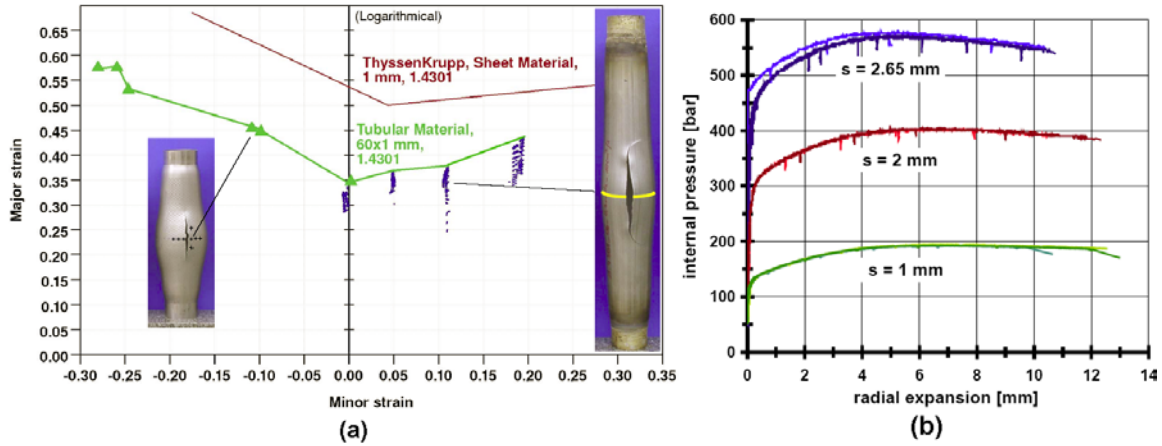 (Logarithmical)
ThyssenKrupp, Sheet Material,
1 mm, 1.4301
Tubular Material,
60x1 mm,
1.4301
Major strain
0.65
0.60
0.55
0.50
0.45
0.40
0.35
0.30
0.25
0.20
0.15
0.10
0.05
0.00
-0.30 -0.25 -0.20 -0.15 -0.10 -0.05 0.00 0.05 0.10 0.15 0.20 0.25 0.30 0.35
Minor strain
(a)
internal pressure [bar]
600
500
400
300
200
100
0
s = 2.65 mm
s = 2 mm
s = 1 mm
0 2 4 6 8 10 12 14
radial expansion [mm]
(b)